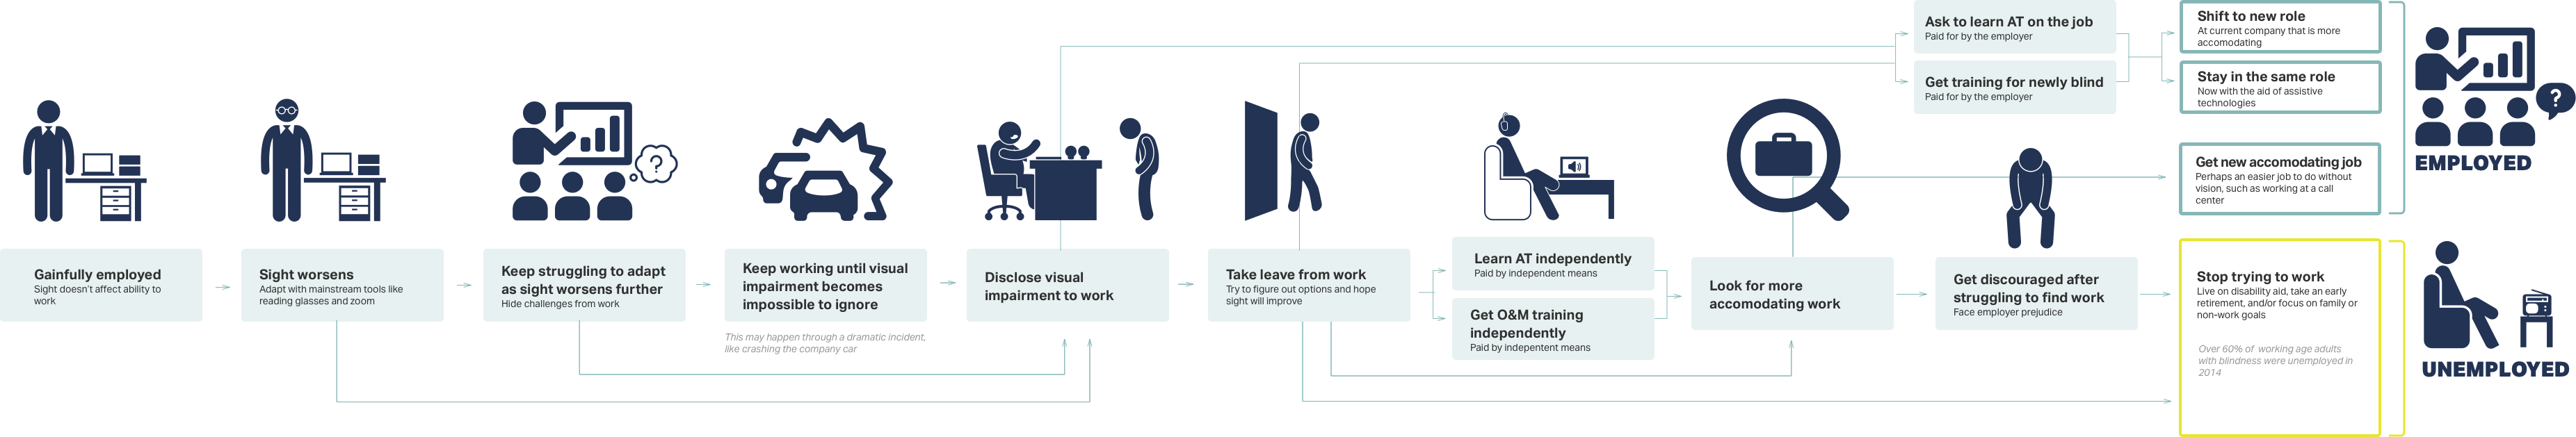 Gainfully employed
Sight doesn't affect ability to
work
Sight worsens
Adapt with mainstream tools like
reading glasses and zoom
?
Keep struggling to adapt
as sight worsens further
Hide challenges from work
Keep working until visual
impairment becomes
impossible to ignore
This may happen through a dramatic incident,
like crashing the company car
Disclose visual
impairment to work
Take leave from work
Try to figure out options and hope
sight will improve
Learn AT independently
Paid by independent means
Get O&M training
independently
Paid by indepentent means
Look for more
accomodating work
Get discouraged after
struggling to find work
Face employer prejudice
Ask to learn AT on the job
Paid for by the employer
Get training for newly blind
Paid for by the employer
Shift to new role
At current company that is more
accomodating
Stay in the same role
Now with the aid of assistive
technologies
Get new accomodating job
Perhaps an easier job to do without
vision, such as working at a call
center
?
EMPLOYED
Stop trying to work
Live on disability aid, take an early
retirement, and/or focus on family or
non-work goals
Over 60% of working age adults
with blindness were unemployed in
2014
UNEMPLOYED